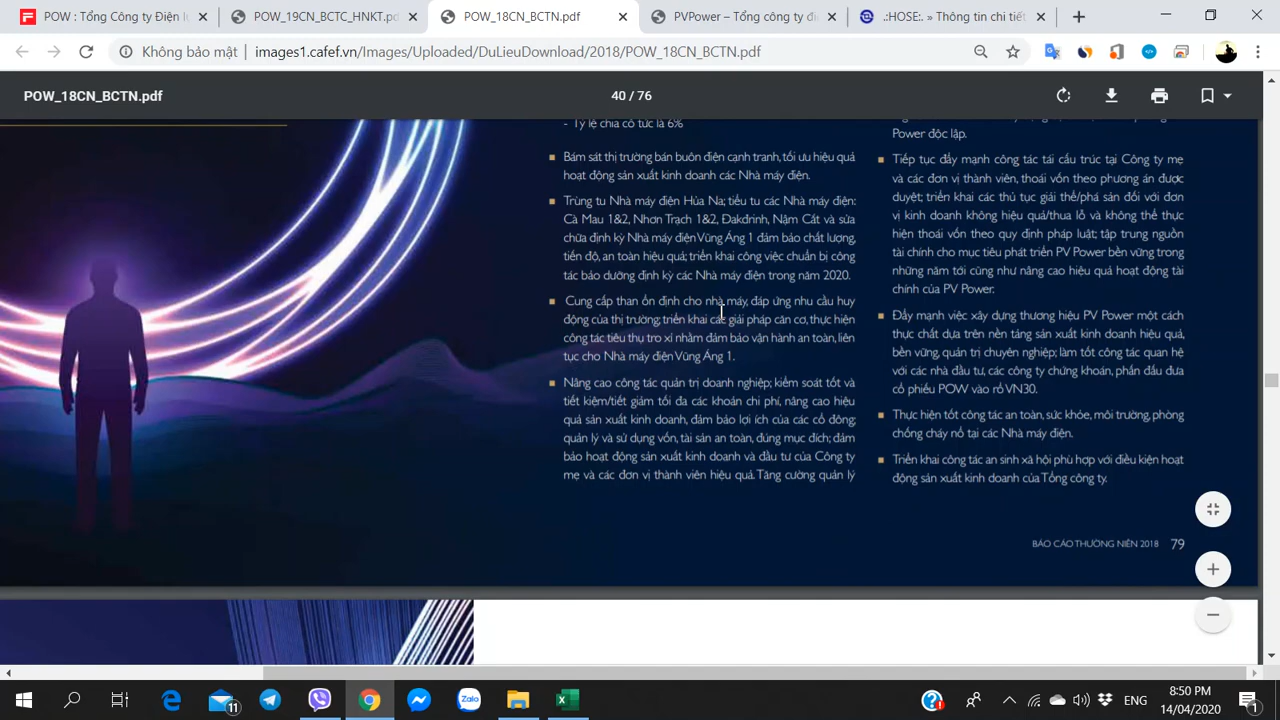 POW : Tổng Công ty Điện l
POW_19CN_BCTC_HNKT.pdf
POW_18CN_BCTN.pdf
PVPower – Tổng công ty đi
.:HOSE:. » Thông tin chi tiết
Không bảo mật
images1.cafef.vn/Images/Uploaded/DuLieuDownload/2018/POW_18CN_BCTN.pdf
POW_18CN_BCTN.pdf
40 / 76
- Tỷ lệ chia cổ tức là 6%
Bám sát thị trường bán buôn điện cạnh tranh, tối ưu hiệu quả
hoạt động sản xuất kinh doanh các Nhà máy điện.
Trùng tu Nhà máy điện Hủa Na; tiểu tu các Nhà máy điện:
Cà Mau 1&2, Nhơn Trạch 1&2, Đakđrinh, Nậm Cắt và sửa
chữa định kỳ Nhà máy điện Vũng Áng 1 đảm bảo chất lượng,
tiến độ, an toàn hiệu quả; triển khai công việc chuẩn bị công
tác bảo dưỡng định kỳ các Nhà máy điện trong năm 2020.
Cung cấp than ổn định cho nhà máy, đáp ứng nhu cầu huy
động của thị trường; triển khai các giải pháp căn cơ, thực hiện
công tác tiêu thụ tro xỉ nhằm đảm bảo vận hành an toàn, liên
tục cho Nhà máy điện Vũng Áng 1.
Nâng cao công tác quản trị doanh nghiệp; kiểm soát tốt và
tiết kiệm/tiết giảm tối đa các khoản chi phí, nâng cao hiệu
quả sản xuất kinh doanh, đảm bảo lợi ích của các cổ đông;
quản lý và sử dụng vốn, tài sản an toàn, đúng mục đích; đảm
bảo hoạt động sản xuất kinh doanh và đầu tư của Công ty
mẹ và các đơn vị thành viên hiệu quả. Tăng cường quản lý
Power độc lập.
Tiếp tục đẩy mạnh công tác tái cấu trúc tại Công ty mẹ
và các đơn vị thành viên, thoái vốn theo phương án được
duyệt; triển khai các thủ tục giải thể/phá sản đối với đơn
vị kinh doanh không hiệu quả/thua lỗ và không thể thực
hiện thoái vốn theo quy định pháp luật; tập trung nguồn
tài chính cho mục tiêu phát triển PV Power bền vững trong
những năm tới cũng như nâng cao hiệu quả hoạt động tài
chính của PV Power.
Đẩy mạnh việc xây dựng thương hiệu PV Power một cách
thực chất dựa trên nền tảng sản xuất kinh doanh hiệu quả,
bền vững, quản trị chuyên nghiệp; làm tốt công tác quan hệ
với các nhà đầu tư, các công ty chứng khoán, phấn đấu đưa
cổ phiếu POW vào rổ VN30.
Thực hiện tốt công tác an toàn, sức khỏe, môi trường, phòng
chống cháy nổ tại các Nhà máy điện.
Triển khai công tác an sinh xã hội phù hợp với điều kiện hoạt
động sản xuất kinh doanh của Tổng công ty.
BÁO CÁO THƯỜNG NIÊN 2018 79
Zalo
11
ENG
8:50 PM
14/04/2020
1